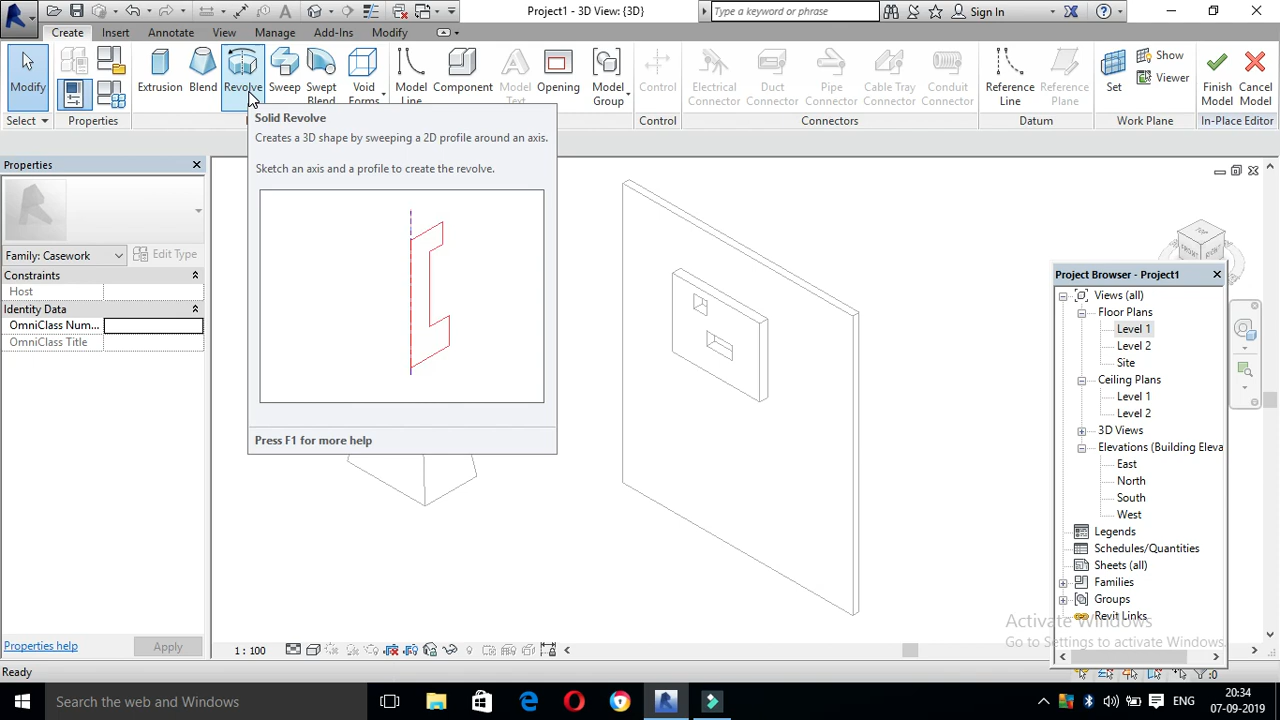 Project1 - 3D View: {3D}
Type a keyword or phrase
Sign In
Create Insert Annotate View Manage Add-Ins Modify
Modify
Extrusion Blend Revolve Sweep Swept Blend Void Forms
Model Line Component Model Text Opening Model Group
Control
Electrical Connector Duct Connector Pipe Connector Cable Tray Connector Conduit Connector
Reference Line Reference Plane
Set Show Viewer
Finish Model Cancel Model
Select Properties Control Connectors Datum Work Plane In-Place Editor
Solid Revolve
Creates a 3D shape by sweeping a 2D profile around an axis.
Sketch an axis and a profile to create the revolve.
Press F1 for more help
Properties
Family: Casework
Edit Type
Constraints
Host
Identity Data
OmniClass Num...
OmniClass Title
Properties help
Apply
TOP
FRONT
Project Browser - Project1
Views (all)
Floor Plans
Level 1
Level 2
Site
Ceiling Plans
Level 1
Level 2
3D Views
Elevations (Building Eleva
East
North
South
West
Legends
Schedules/Quantities
Sheets (all)
Families
Groups
Revit Links
Activate Windows
Go to Settings to activate Windows.
1 : 100
Ready
:0
Search the web and Windows
ENG
20:34
07-09-2019